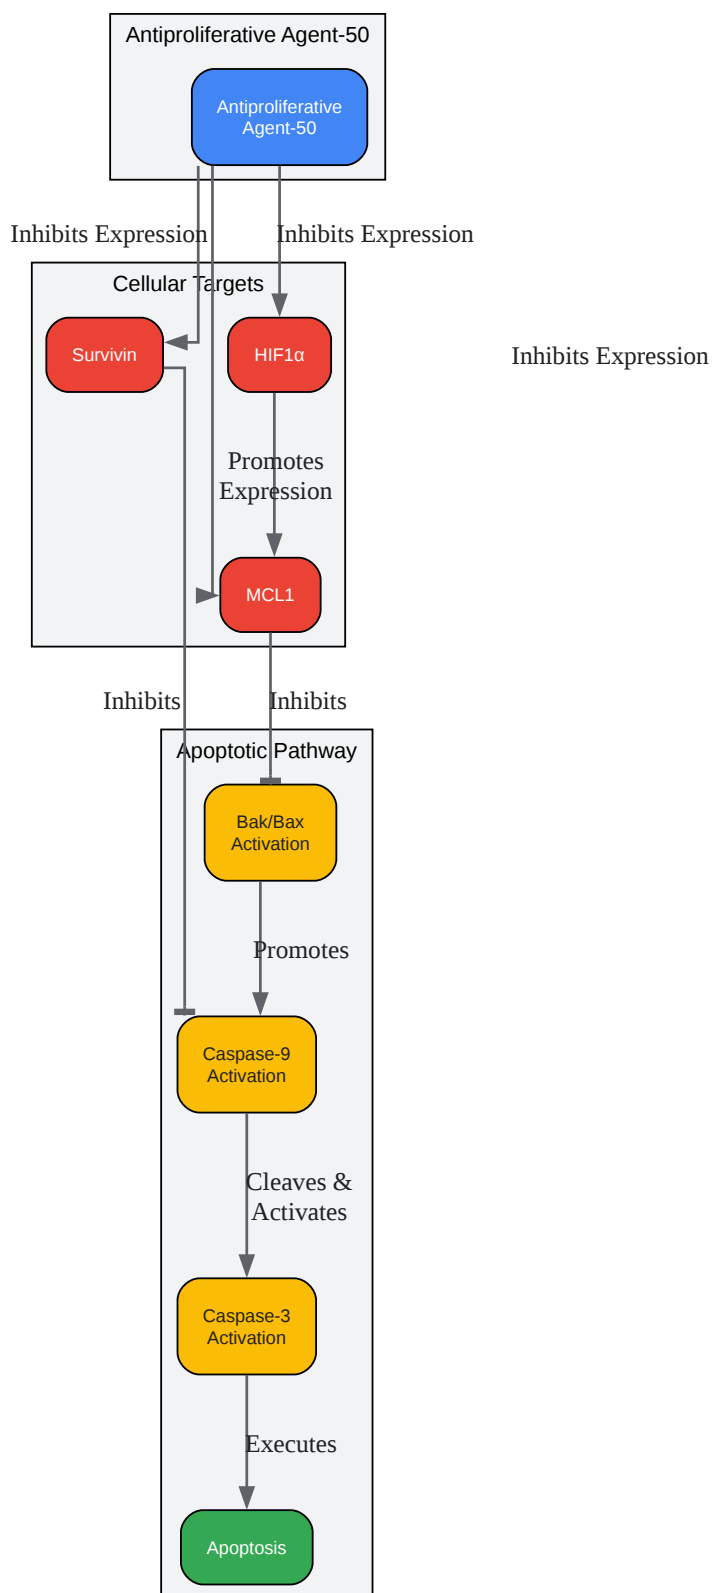 Antiproliferative Agent-50
Antiproliferative
Agent-50
Inhibits Expression
Inhibits Expression
Cellular Targets
Survivin
HIF1α
Inhibits Expression
Promotes
Expression
MCL1
Inhibits
Inhibits
Apoptotic Pathway
Bak/Bax
Activation
Promotes
Caspase-9
Activation
Cleaves &
Activates
Caspase-3
Activation
Executes
Apoptosis